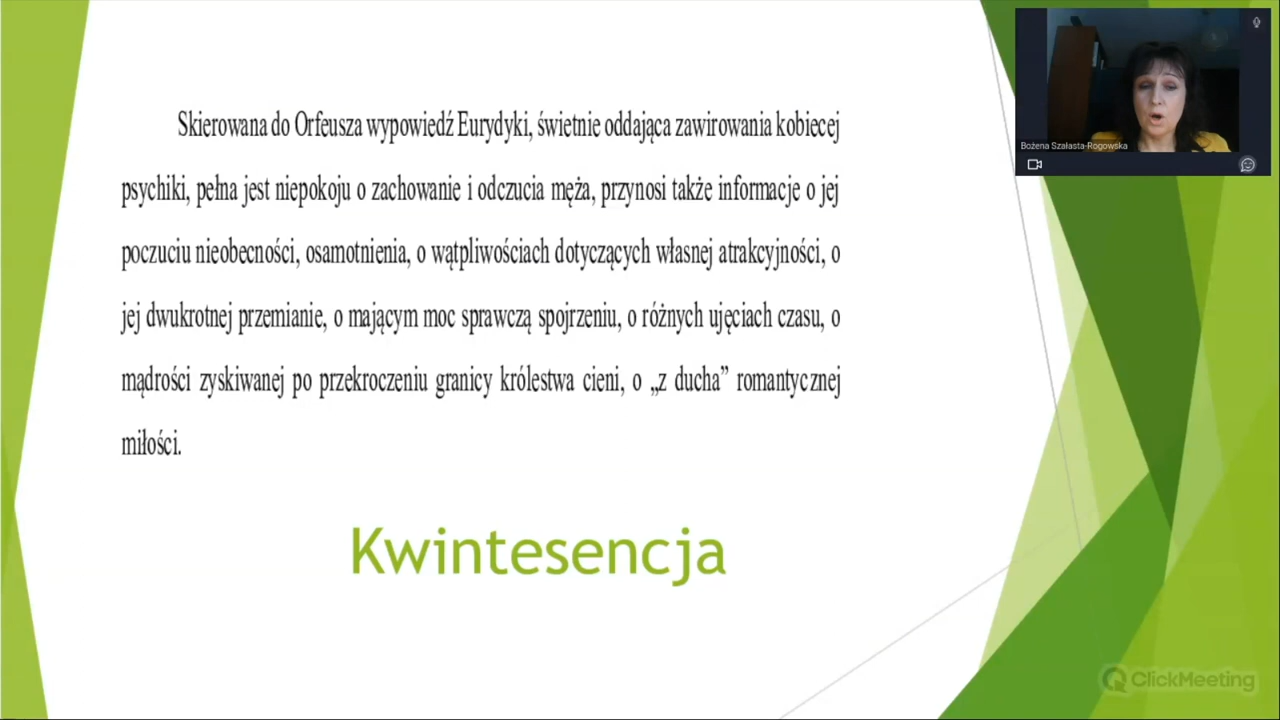 Skierowana do Orfeusza wypowiedź Eurydyki, świetnie oddająca zawirowania kobiecej
psychiki, pełna jest niepokoju o zachowanie i odczucia męża, przynosi także informacje o jej
poczuciu nieobecności, osamotnienia, o wątpliwościach dotyczących własnej atrakcyjności, o
jej dwukrotnej przemianie, o mającym moc sprawczą spojrzeniu, o różnych ujęciach czasu, o
mądrości zyskiwanej po przekroczeniu granicy królestwa cieni, o „z ducha” romantycznej
miłości.
Kwintesencja
Bożena Szałasta-Rogowska
ClickMeeting